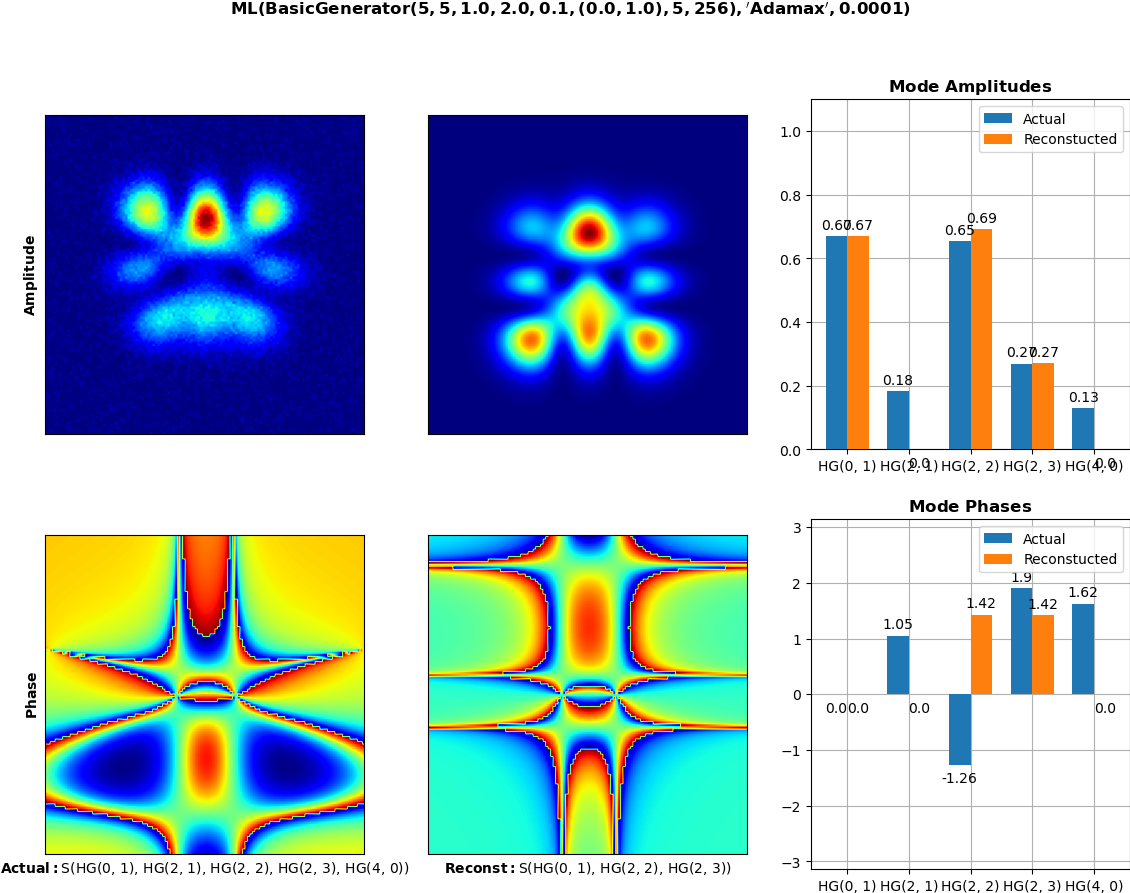 ML(BasicGenerator(5, 5, 1.0, 2.0, 0.1, (0.0, 1.0), 5, 256), 'Adamax', 0.0001)
Mode Amplitudes
Actual
Reconstucted
1.0
0.8
0.6
0.4
0.2
0.0
0.67 0.67
0.18
0.0
0.65
0.69
0.27 0.27
0.13
0.0
HG(0, 1) HG(2, 1) HG(2, 2) HG(2, 3) HG(4, 0)
Amplitude
Mode Phases
Actual
Reconstucted
3
2
1
0
−1
−2
−3
0.0 0.0
1.05
0.0
-1.26
1.42
1.9
1.42
1.62
0.0
HG(0, 1) HG(2, 1) HG(2, 2) HG(2, 3) HG(4, 0)
Phase
Actual: S(HG(0, 1), HG(2, 1), HG(2, 2), HG(2, 3), HG(4, 0))
Reconst: S(HG(0, 1), HG(2, 2), HG(2, 3))